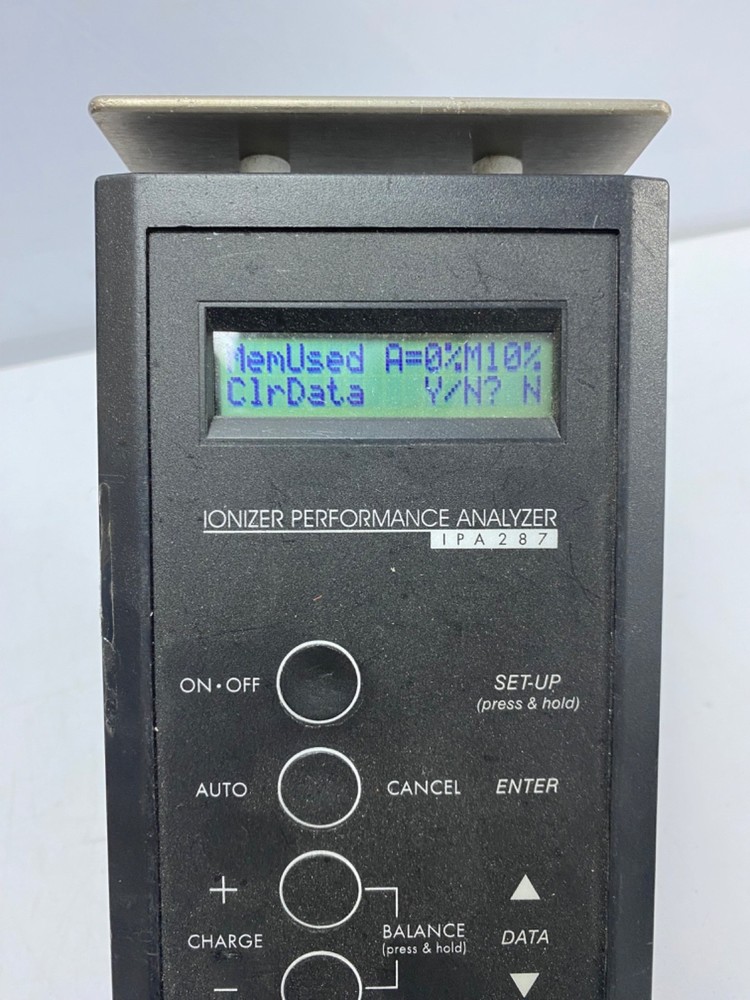 MemUsed A=0%M10%
ClrData Y/N? N
IONIZER PERFORMANCE ANALYZER
IPA287
ON•OFF
SET-UP
(press & hold)
AUTO
CANCEL
ENTER
+
BALANCE
(press & hold)
CHARGE
DATA
−